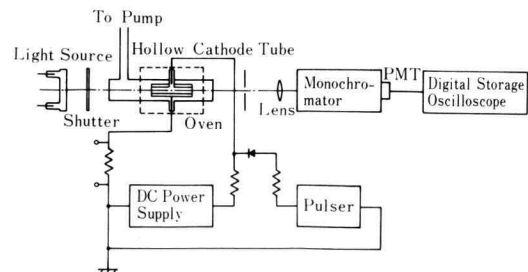 To Pump
Hollow Cathode Tube
Light Source
Shutter
Oven
Lens
Monochro-
mator
PMT
Digital Storage
Oscilloscope
DC Power
Supply
Pulser